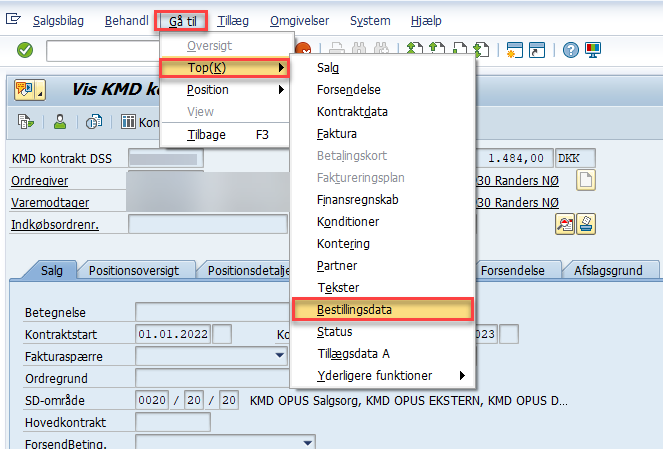 Salgsbilag Behandl Gå til Tillæg Omgivelser System Hjælp
Oversigt
Top(K)
Position
View
Tilbage F3
Salg
Forsendelse
Kontraktdata
Faktura
Betalingskort
Faktureringsplan
Finansregnskab
Konditioner
Kontering
Partner
Tekster
Bestillingsdata
Status
Tillægsdata A
Yderligere funktioner
Vis KMD ko
Kon
KMD kontrakt DSS 1.484,00 DKK
Ordregiver 30 Randers NØ
Varemodtager 30 Randers NØ
Indkøbsordrenr.
Salg Positionsoversigt Positionsdetalje Forsendelse Afslagsgrund
Betegnelse
Kontraktstart 01.01.2022 Ko 023
Fakturaspærre
Ordregrund
SD-område 0020 / 20 / 20 KMD OPUS Salgsorg, KMD OPUS EKSTERN, KMD OPUS D...
Hovedkontrakt
ForsendBeting.